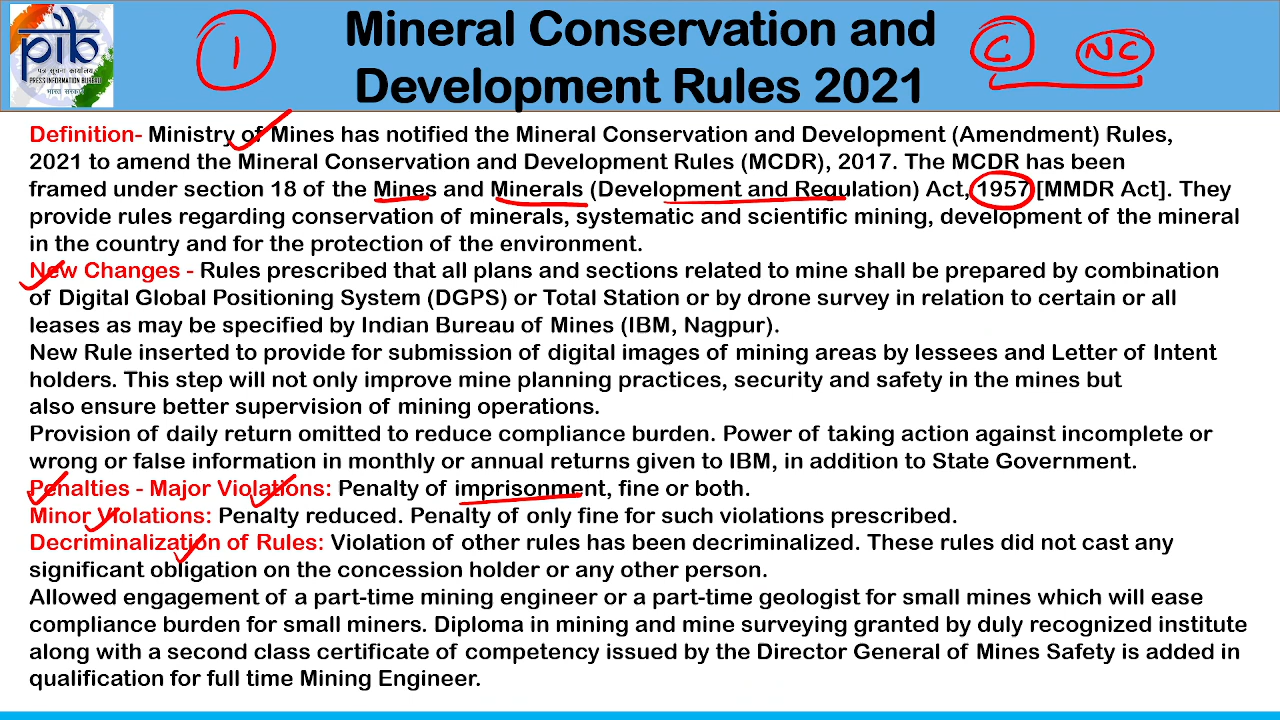 pib
पत्र सूचना कार्यालय
PRESS INFORMATION BUREAU
भारत सरकार
1
Mineral Conservation and
Development Rules 2021
C NC
Definition- Ministry of Mines has notified the Mineral Conservation and Development (Amendment) Rules,
2021 to amend the Mineral Conservation and Development Rules (MCDR), 2017. The MCDR has been
framed under section 18 of the Mines and Minerals (Development and Regulation) Act, 1957 [MMDR Act]. They
provide rules regarding conservation of minerals, systematic and scientific mining, development of the mineral
in the country and for the protection of the environment.
New Changes - Rules prescribed that all plans and sections related to mine shall be prepared by combination
of Digital Global Positioning System (DGPS) or Total Station or by drone survey in relation to certain or all
leases as may be specified by Indian Bureau of Mines (IBM, Nagpur).
New Rule inserted to provide for submission of digital images of mining areas by lessees and Letter of Intent
holders. This step will not only improve mine planning practices, security and safety in the mines but
also ensure better supervision of mining operations.
Provision of daily return omitted to reduce compliance burden. Power of taking action against incomplete or
wrong or false information in monthly or annual returns given to IBM, in addition to State Government.
Penalties - Major Violations: Penalty of imprisonment, fine or both.
Minor Violations: Penalty reduced. Penalty of only fine for such violations prescribed.
Decriminalization of Rules: Violation of other rules has been decriminalized. These rules did not cast any
significant obligation on the concession holder or any other person.
Allowed engagement of a part-time mining engineer or a part-time geologist for small mines which will ease
compliance burden for small miners. Diploma in mining and mine surveying granted by duly recognized institute
along with a second class certificate of competency issued by the Director General of Mines Safety is added in
qualification for full time Mining Engineer.